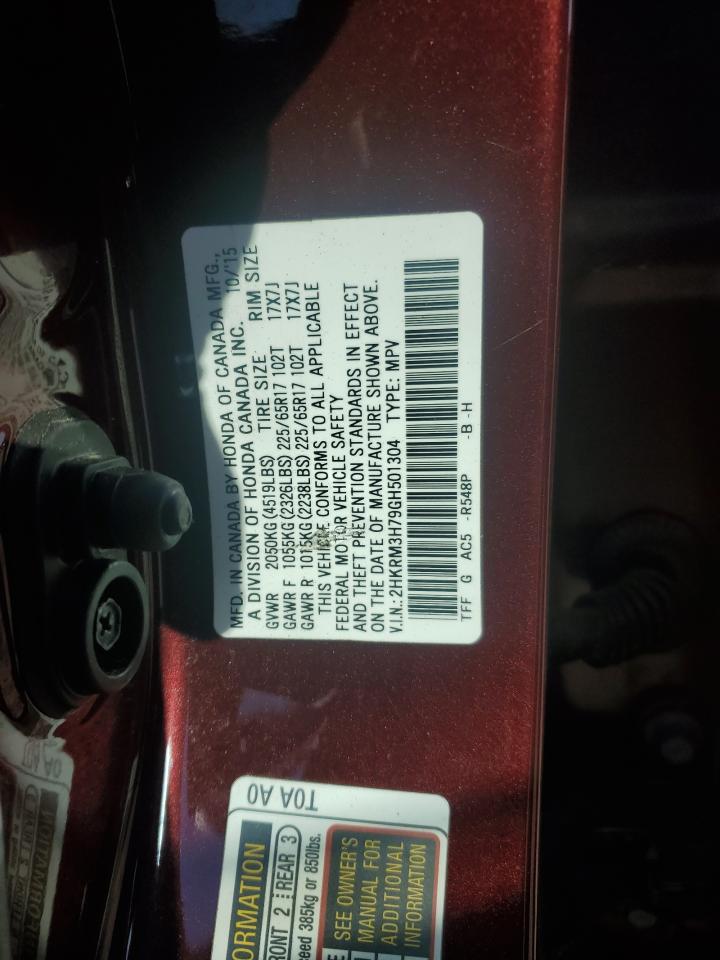 MFD. IN CANADA BY HONDA OF CANADA MFG.,
A DIVISION OF HONDA CANADA INC. 10/15
GVWR 2050KG(4519LBS) TIRE SIZE RIM SIZE
GAWR F 1055KG(2326LBS) 225/65R17 102T 17X7J
GAWR R 1015KG(2238LBS) 225/65R17 102T 17X7J
THIS VEHICLE CONFORMS TO ALL APPLICABLE
FEDERAL MOTOR VEHICLE SAFETY
AND THEFT PREVENTION STANDARDS IN EFFECT
ON THE DATE OF MANUFACTURE SHOWN ABOVE.
V.I.N.:2HKRM3H79GH501304 TYPE: MPV
TFF G AC5 -R548P -B -H
T0A A0
ORMATION
RONT 2 REAR 3
eed 385kg or 850lbs.
SEE OWNER'S
MANUAL FOR
ADDITIONAL
INFORMATION